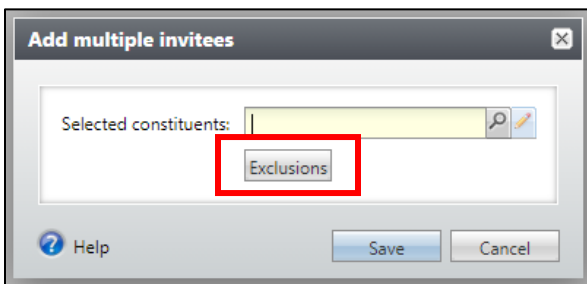 Add multiple invitees
Selected constituents:
Exclusions
Help Save Cancel